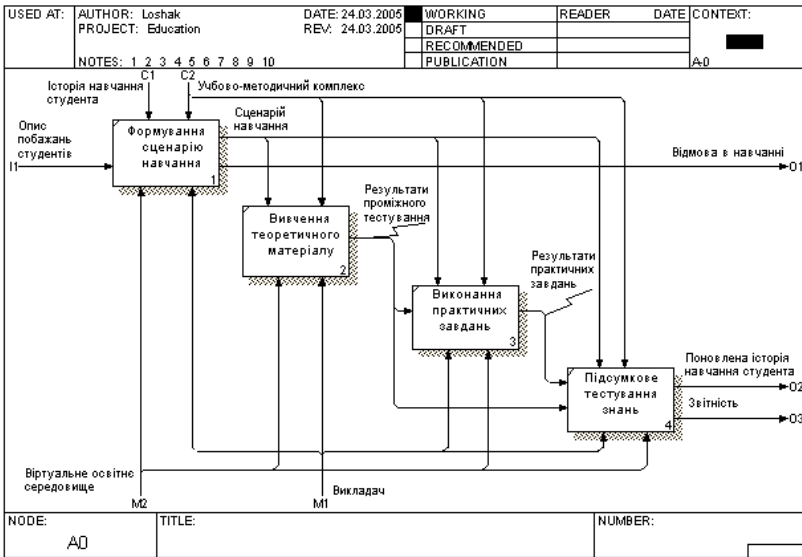 USED AT:
AUTHOR: Loshak
DATE: 24.03.2005
WORKING
READER
DATE
CONTEXT:
PROJECT: Education
REV: 24.03.2005
DRAFT
RECOMMENDED
NOTES: 1 2 3 4 5 6 7 8 9 10
PUBLICATION
A-0
C1
C2
Історія навчання
студента
Учбово-методичний комплекс
Опис
побажань
студентів
I1
Формування
сценарію
навчання
1
Сценарій
навчання
Відмова в навчанні
O1
Вивчення
теоретичного
матеріалу
2
Результати
проміжного
тестування
Виконання
практичних
завдань
3
Результати
практичних
завдань
Підсумкове
тестування
знань
4
Поновлена історія
навчання студента
O2
Звітність
O3
Віртуальне освітнє
середовище
M2
Викладач
M1
NODE:
A0
TITLE:
NUMBER: